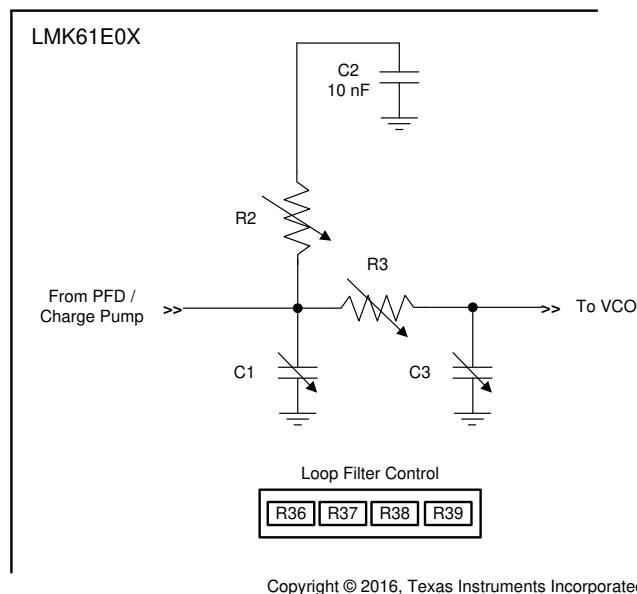 LMK61E0X
C2
10 nF
R2
R3
From PFD /
Charge Pump
>>
>>
To VCO
C1
C3
Loop Filter Control
R36 R37 R38 R39
Copyright © 2016, Texas Instruments Incorporated